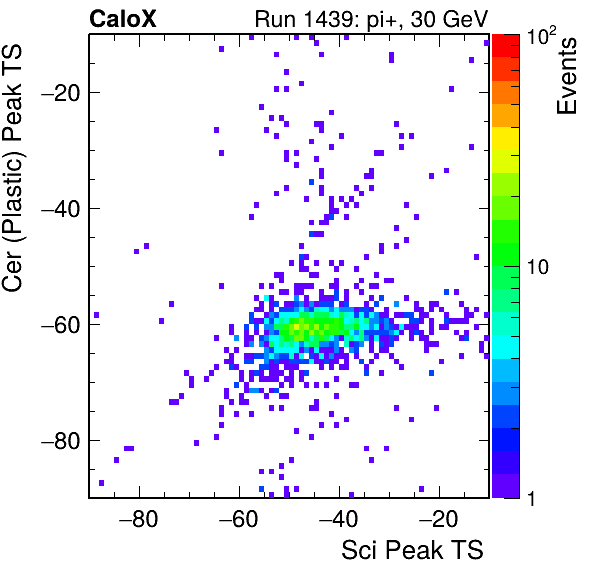 CaloX Run 1439: pi+, 30 GeV
Cer (Plastic) Peak TS
−20
−40
−60
−80
−80 −60 −40 −20
Sci Peak TS
10²
10
1
Events